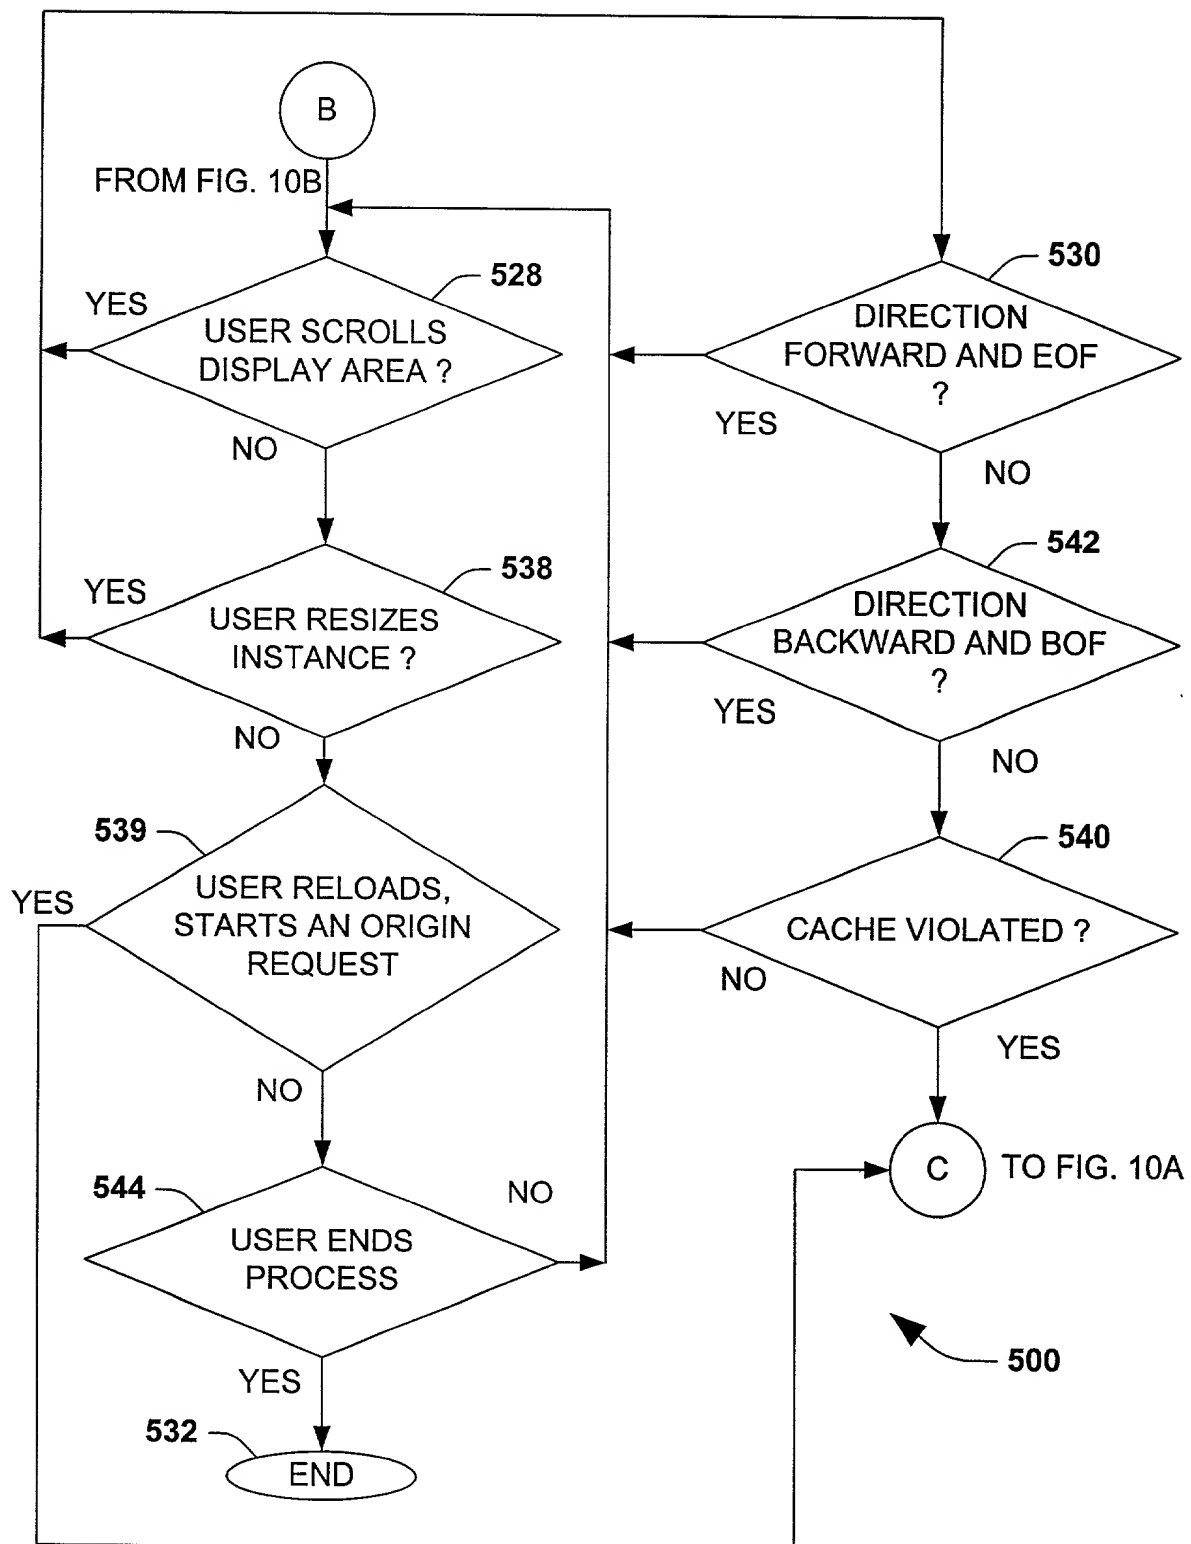 B
FROM FIG. 10B
528
YES
USER SCROLLS
DISPLAY AREA ?
NO
538
YES
USER RESIZES
INSTANCE ?
NO
539
YES
USER RELOADS,
STARTS AN ORIGIN
REQUEST
NO
544
NO
USER ENDS
PROCESS
YES
532
END
530
DIRECTION
FORWARD AND EOF
?
YES
NO
542
DIRECTION
BACKWARD AND BOF
?
YES
NO
540
CACHE VIOLATED ?
NO
YES
C
TO FIG. 10A
500